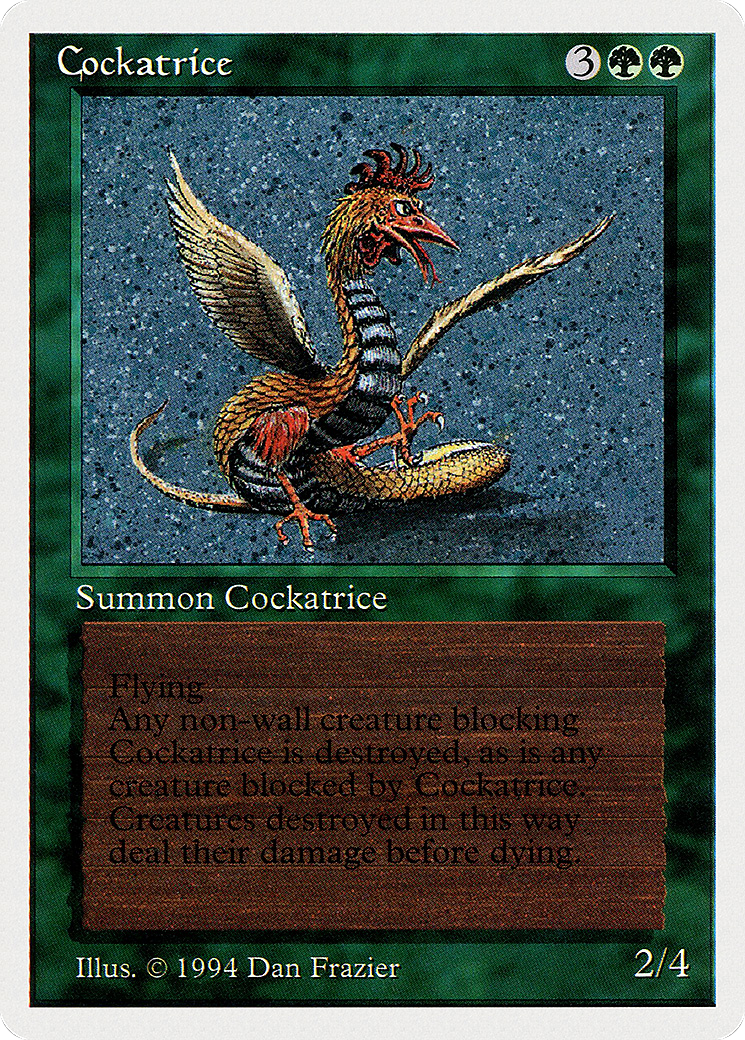 Cockatrice 3
Summon Cockatrice
Flying
Any non-wall creature blocking
Cockatrice is destroyed, as is any
creature blocked by Cockatrice.
Creatures destroyed in this way
deal their damage before dying.
Illus. © 1994 Dan Frazier 2/4